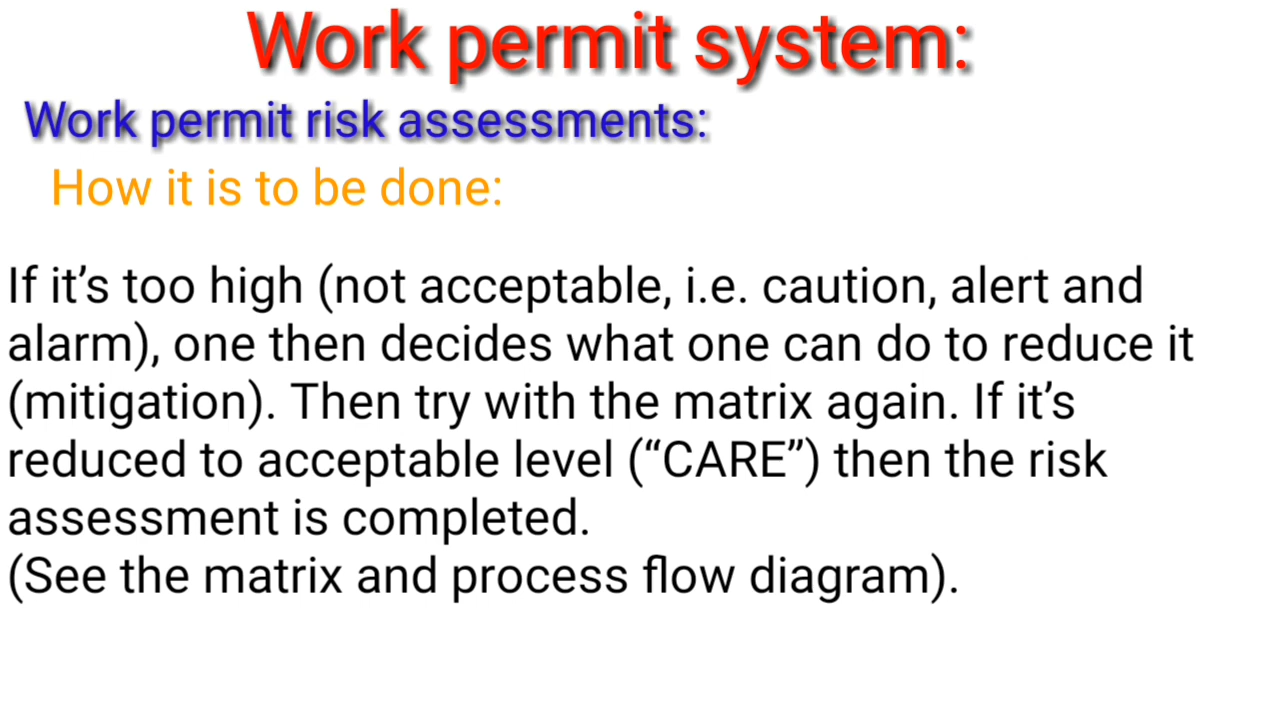 Work permit system:
Work permit risk assessments:
How it is to be done:
If it’s too high (not acceptable, i.e. caution, alert and
alarm), one then decides what one can do to reduce it
(mitigation). Then try with the matrix again. If it’s
reduced to acceptable level (“CARE”) then the risk
assessment is completed.
(See the matrix and process flow diagram).